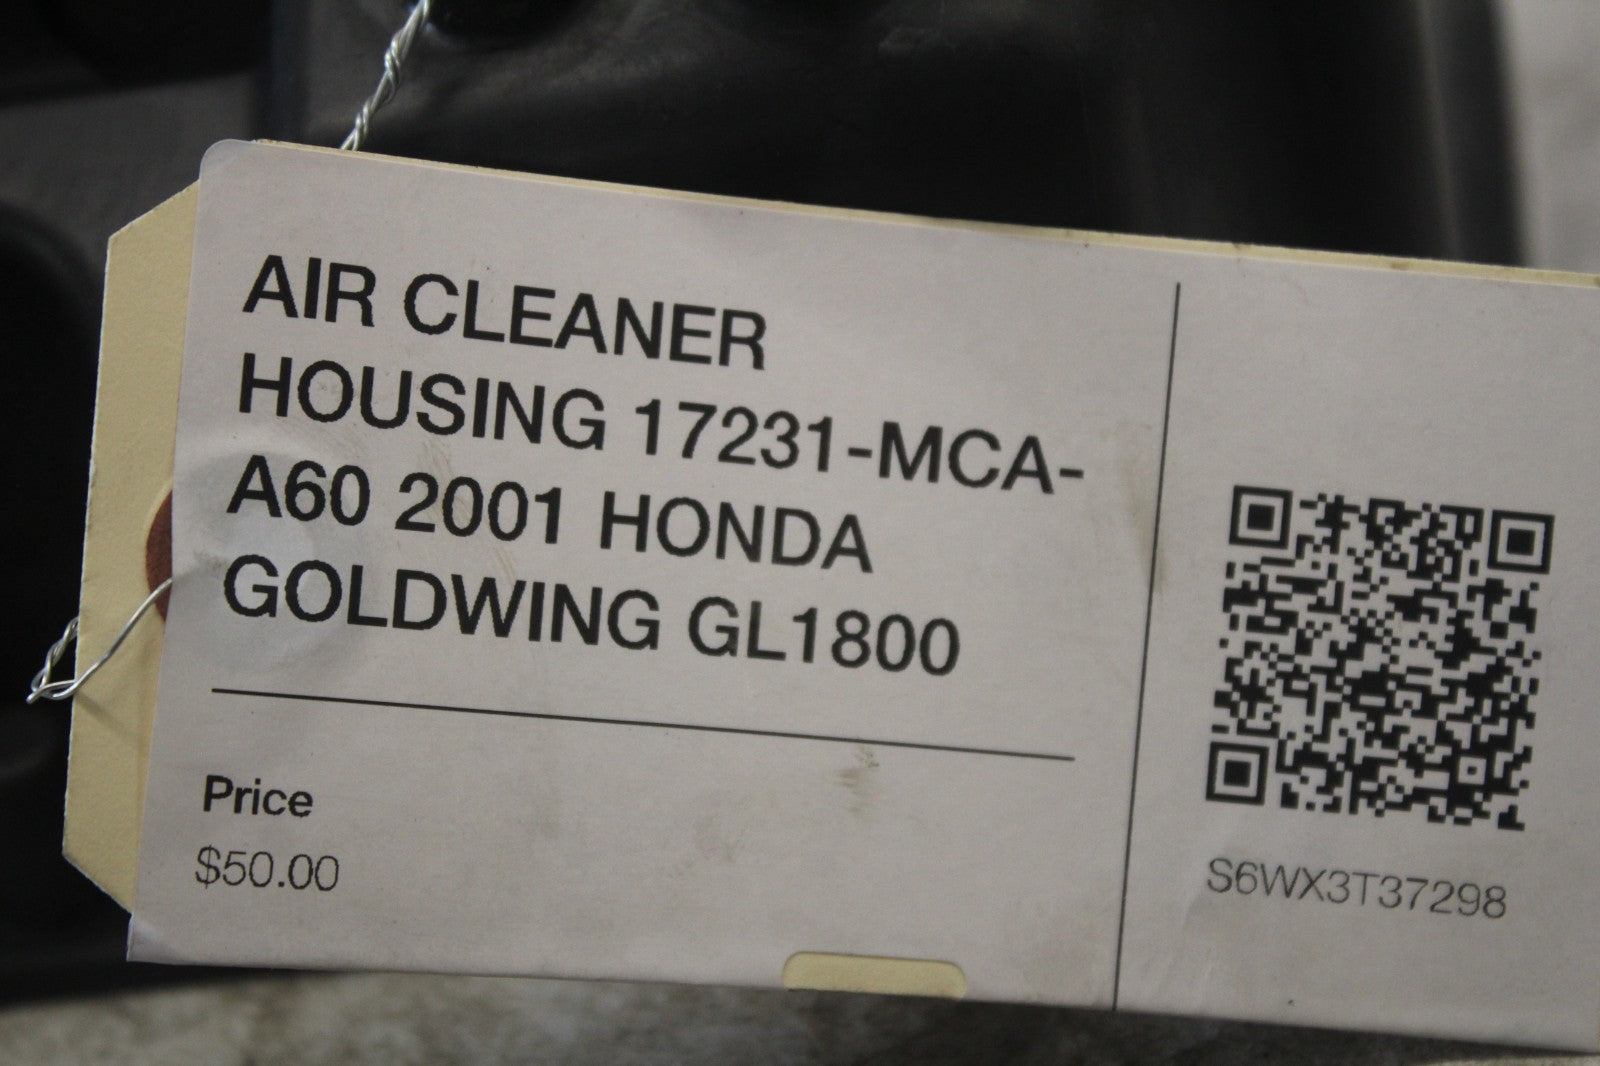 AIR CLEANER
HOUSING 17231-MCA-
A60 2001 HONDA
GOLDWING GL1800
Price
$50.00
S6WX3T37298